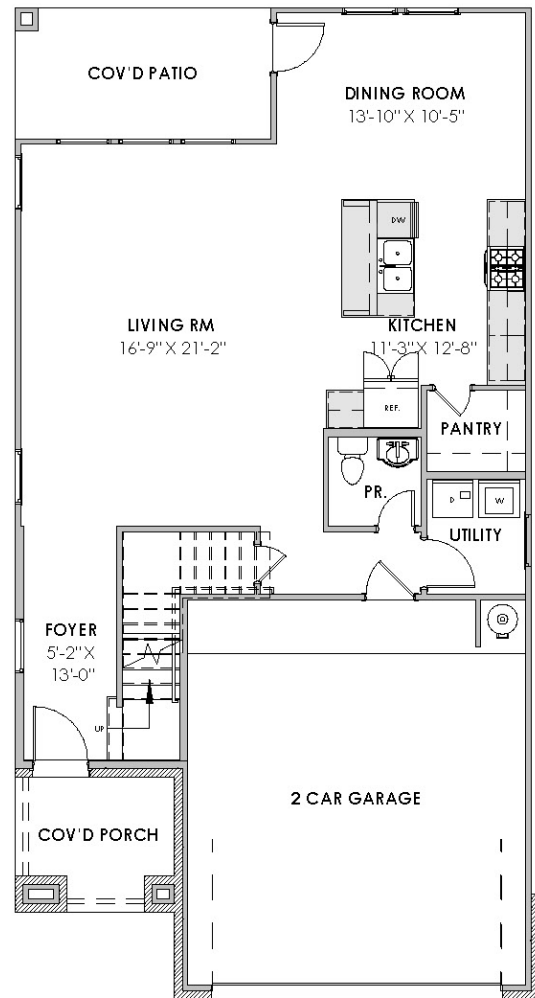 COV'D PATIO
DINING ROOM
13'-10" X 10'-5"
DW
LIVING RM
16'-9" X 21'-2"
KITCHEN
11'-3" X 12'-8"
REF.
PANTRY
PR.
D
W
UTILITY
FOYER
5'-2" X
13'-0"
UP
2 CAR GARAGE
COV'D PORCH